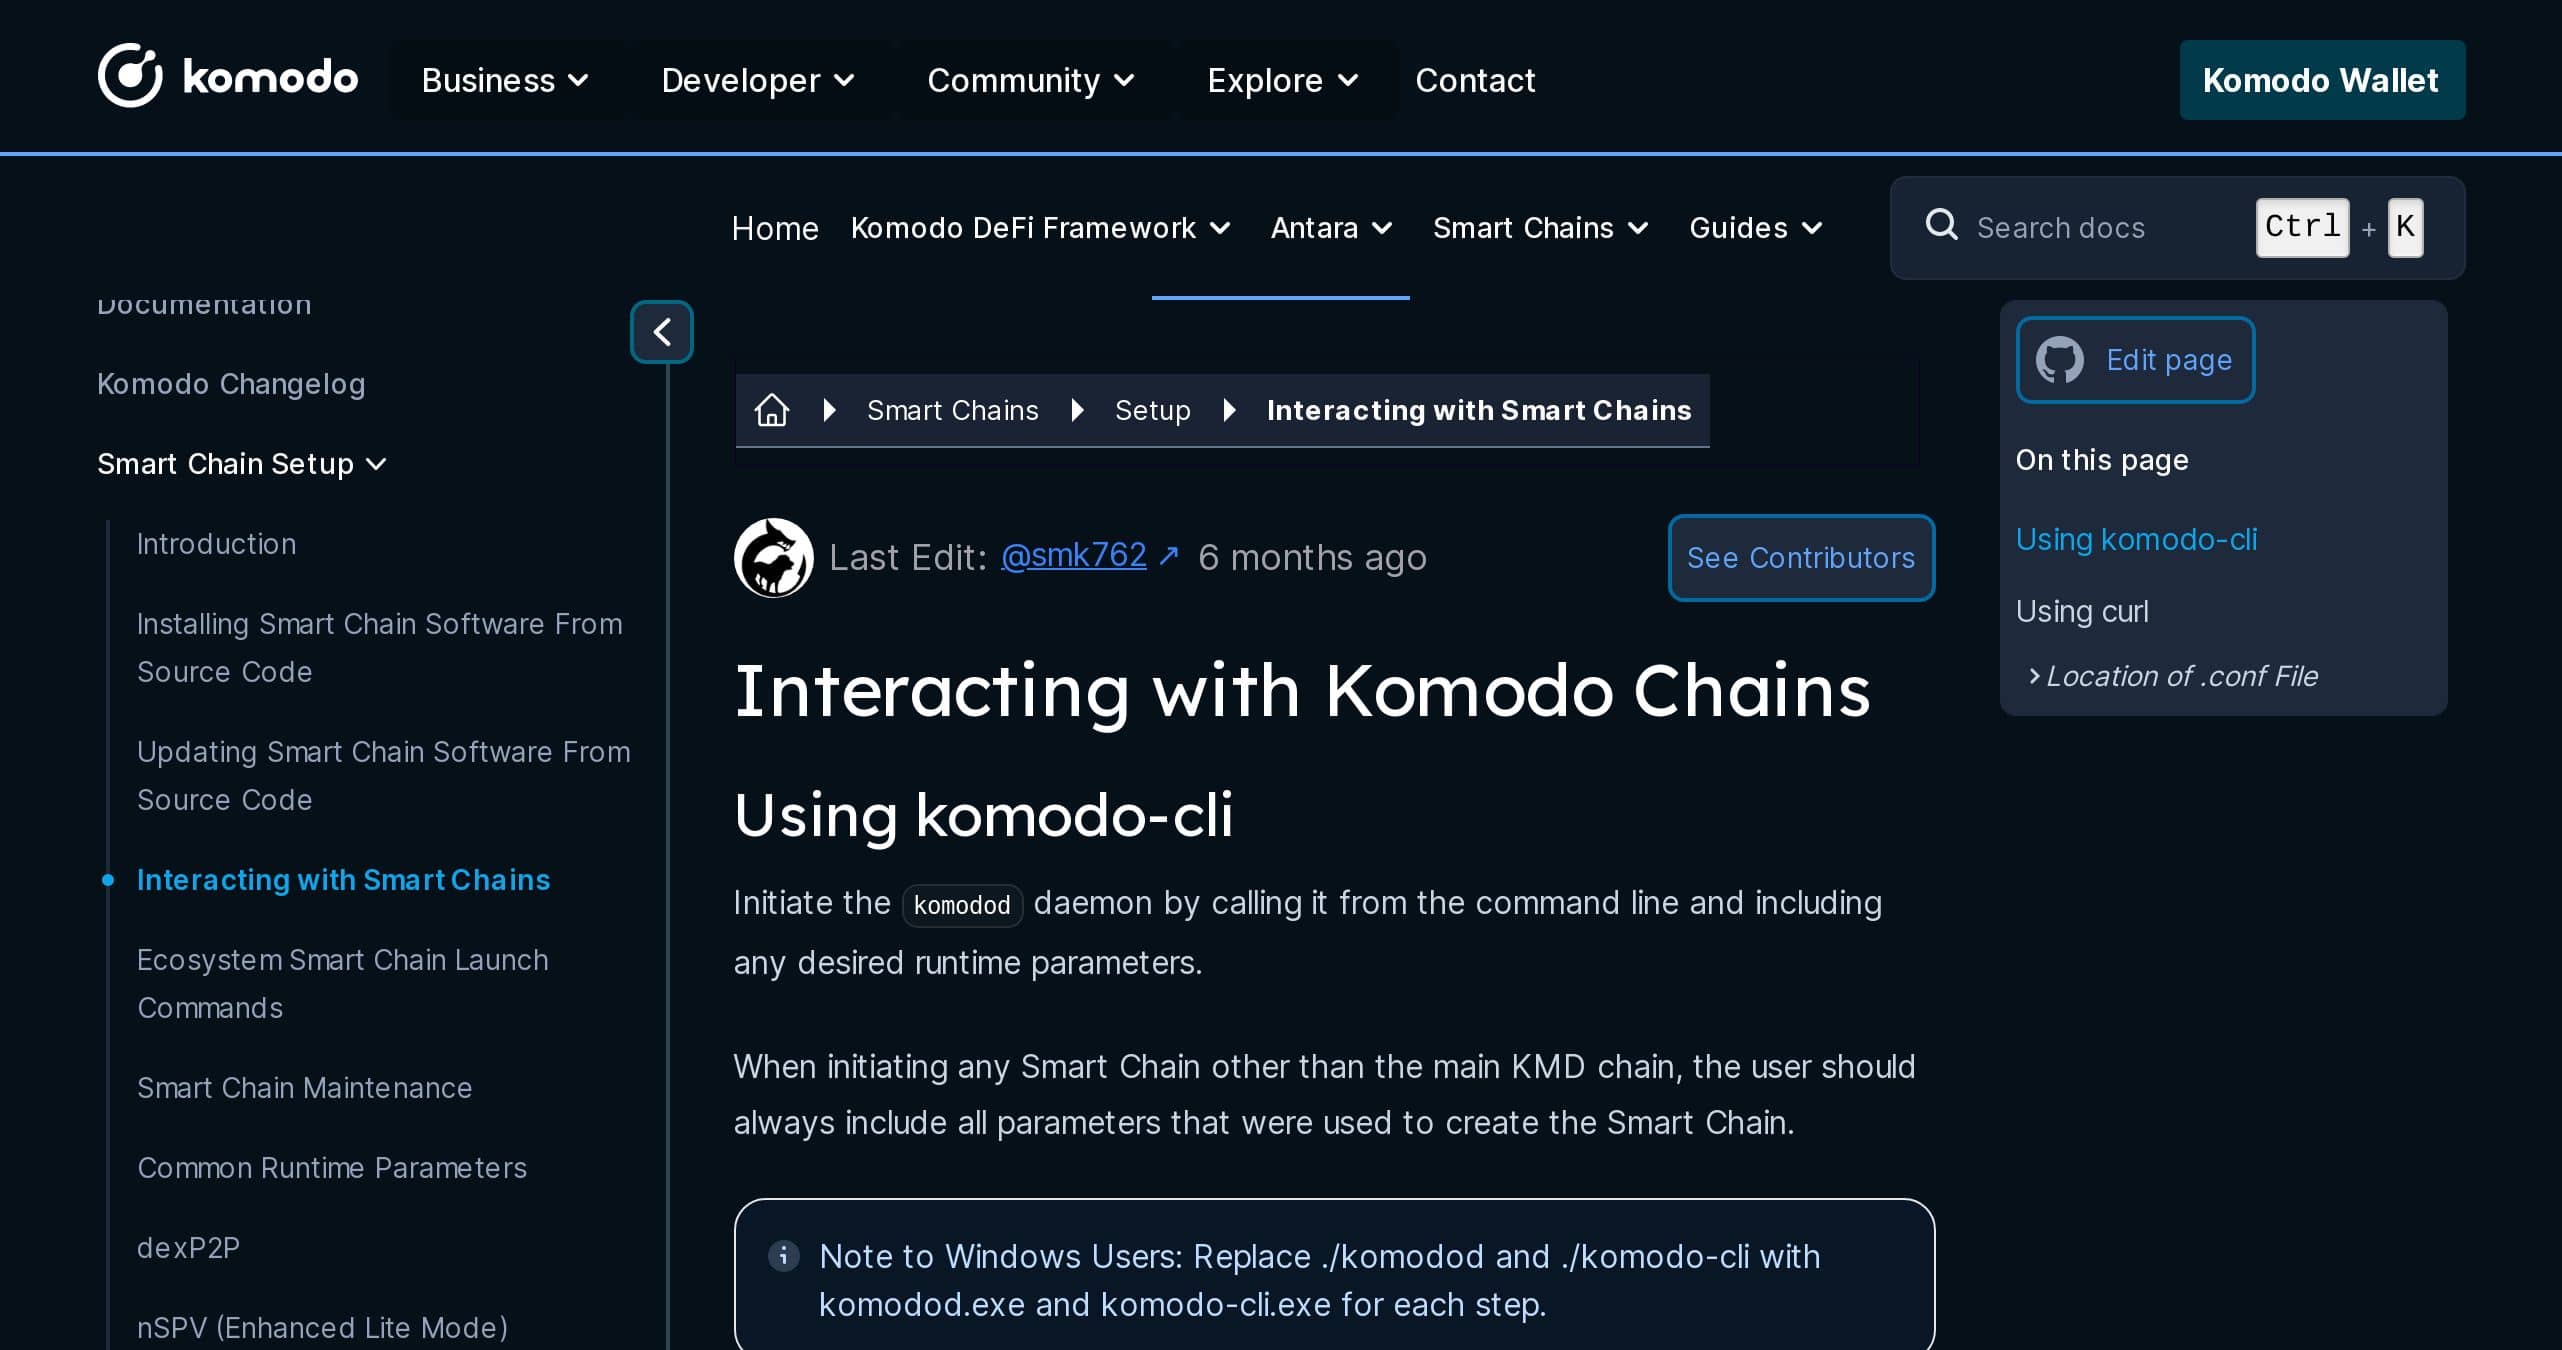 komodo
Business
Developer
Community
Explore
Contact
Komodo Wallet
Home
Komodo DeFi Framework
Antara
Smart Chains
Guides
Search docs
Ctrl + K
Documentation
Komodo Changelog
Smart Chain Setup
Introduction
Installing Smart Chain Software From
Source Code
Updating Smart Chain Software From
Source Code
Interacting with Smart Chains
Ecosystem Smart Chain Launch
Commands
Smart Chain Maintenance
Common Runtime Parameters
dexP2P
nSPV (Enhanced Lite Mode)
Smart Chains
Setup
Interacting with Smart Chains
Last Edit: @smk762 ↗ 6 months ago
See Contributors
Interacting with Komodo Chains
Using komodo-cli
Initiate the komodod daemon by calling it from the command line and including
any desired runtime parameters.
When initiating any Smart Chain other than the main KMD chain, the user should
always include all parameters that were used to create the Smart Chain.
Note to Windows Users: Replace ./komodod and ./komodo-cli with
komodod.exe and komodo-cli.exe for each step.
Edit page
On this page
Using komodo-cli
Using curl
Location of .conf File